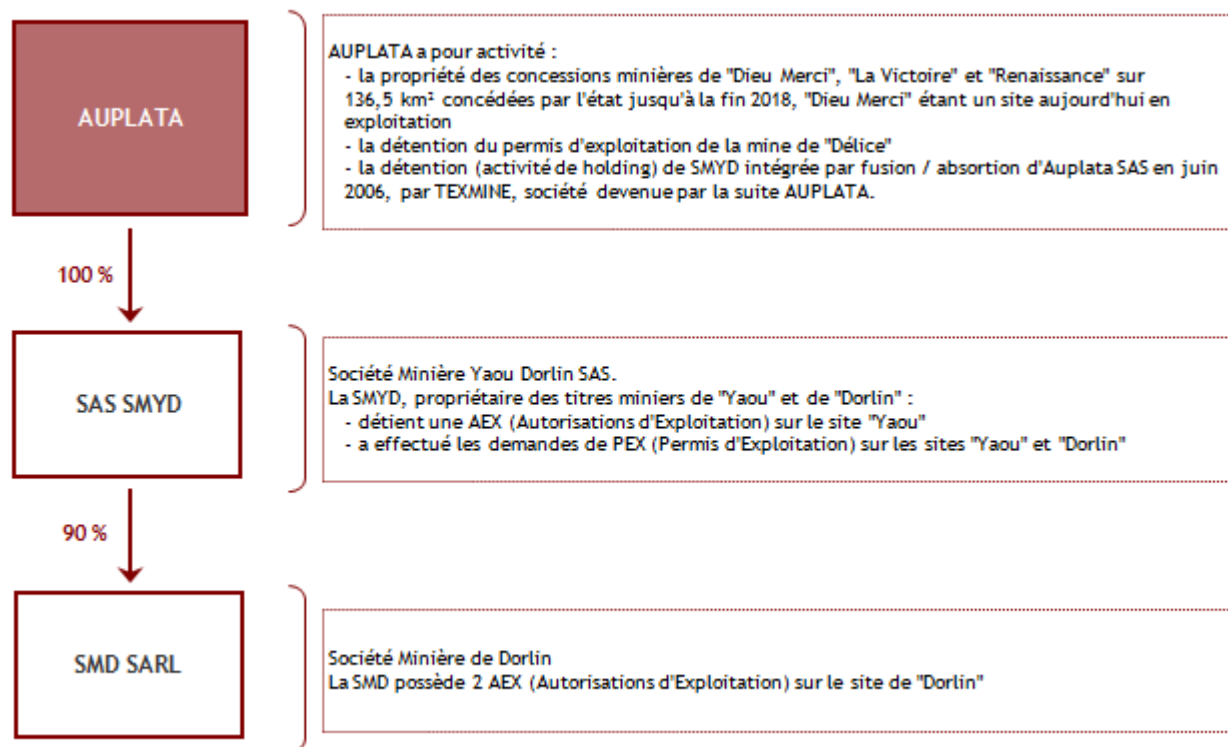 AUPLATA
AUPLATA a pour activité :
- la propriété des concessions minières de "Dieu Merci", "La Victoire" et "Renaissance" sur
136,5 km² concédées par l'état jusqu'à la fin 2018, "Dieu Merci" étant un site aujourd'hui en
exploitation
- la détention du permis d'exploitation de la mine de "Délice"
- la détention (activité de holding) de SMYD intégrée par fusion / absortion d'Auplata SAS en juin
2006, par TEXMINE, société devenue par la suite AUPLATA.
100 %
SAS SMYD
Société Minière Yaou Dorlin SAS.
La SMYD, propriétaire des titres miniers de "Yaou" et de "Dorlin" :
- détient une AEX (Autorisations d'Exploitation) sur le site "Yaou"
- a effectué les demandes de PEX (Permis d'Exploitation) sur les sites "Yaou" et "Dorlin"
90 %
SMD SARL
Société Minière de Dorlin
La SMD possède 2 AEX (Autorisations d'Exploitation) sur le site de "Dorlin"